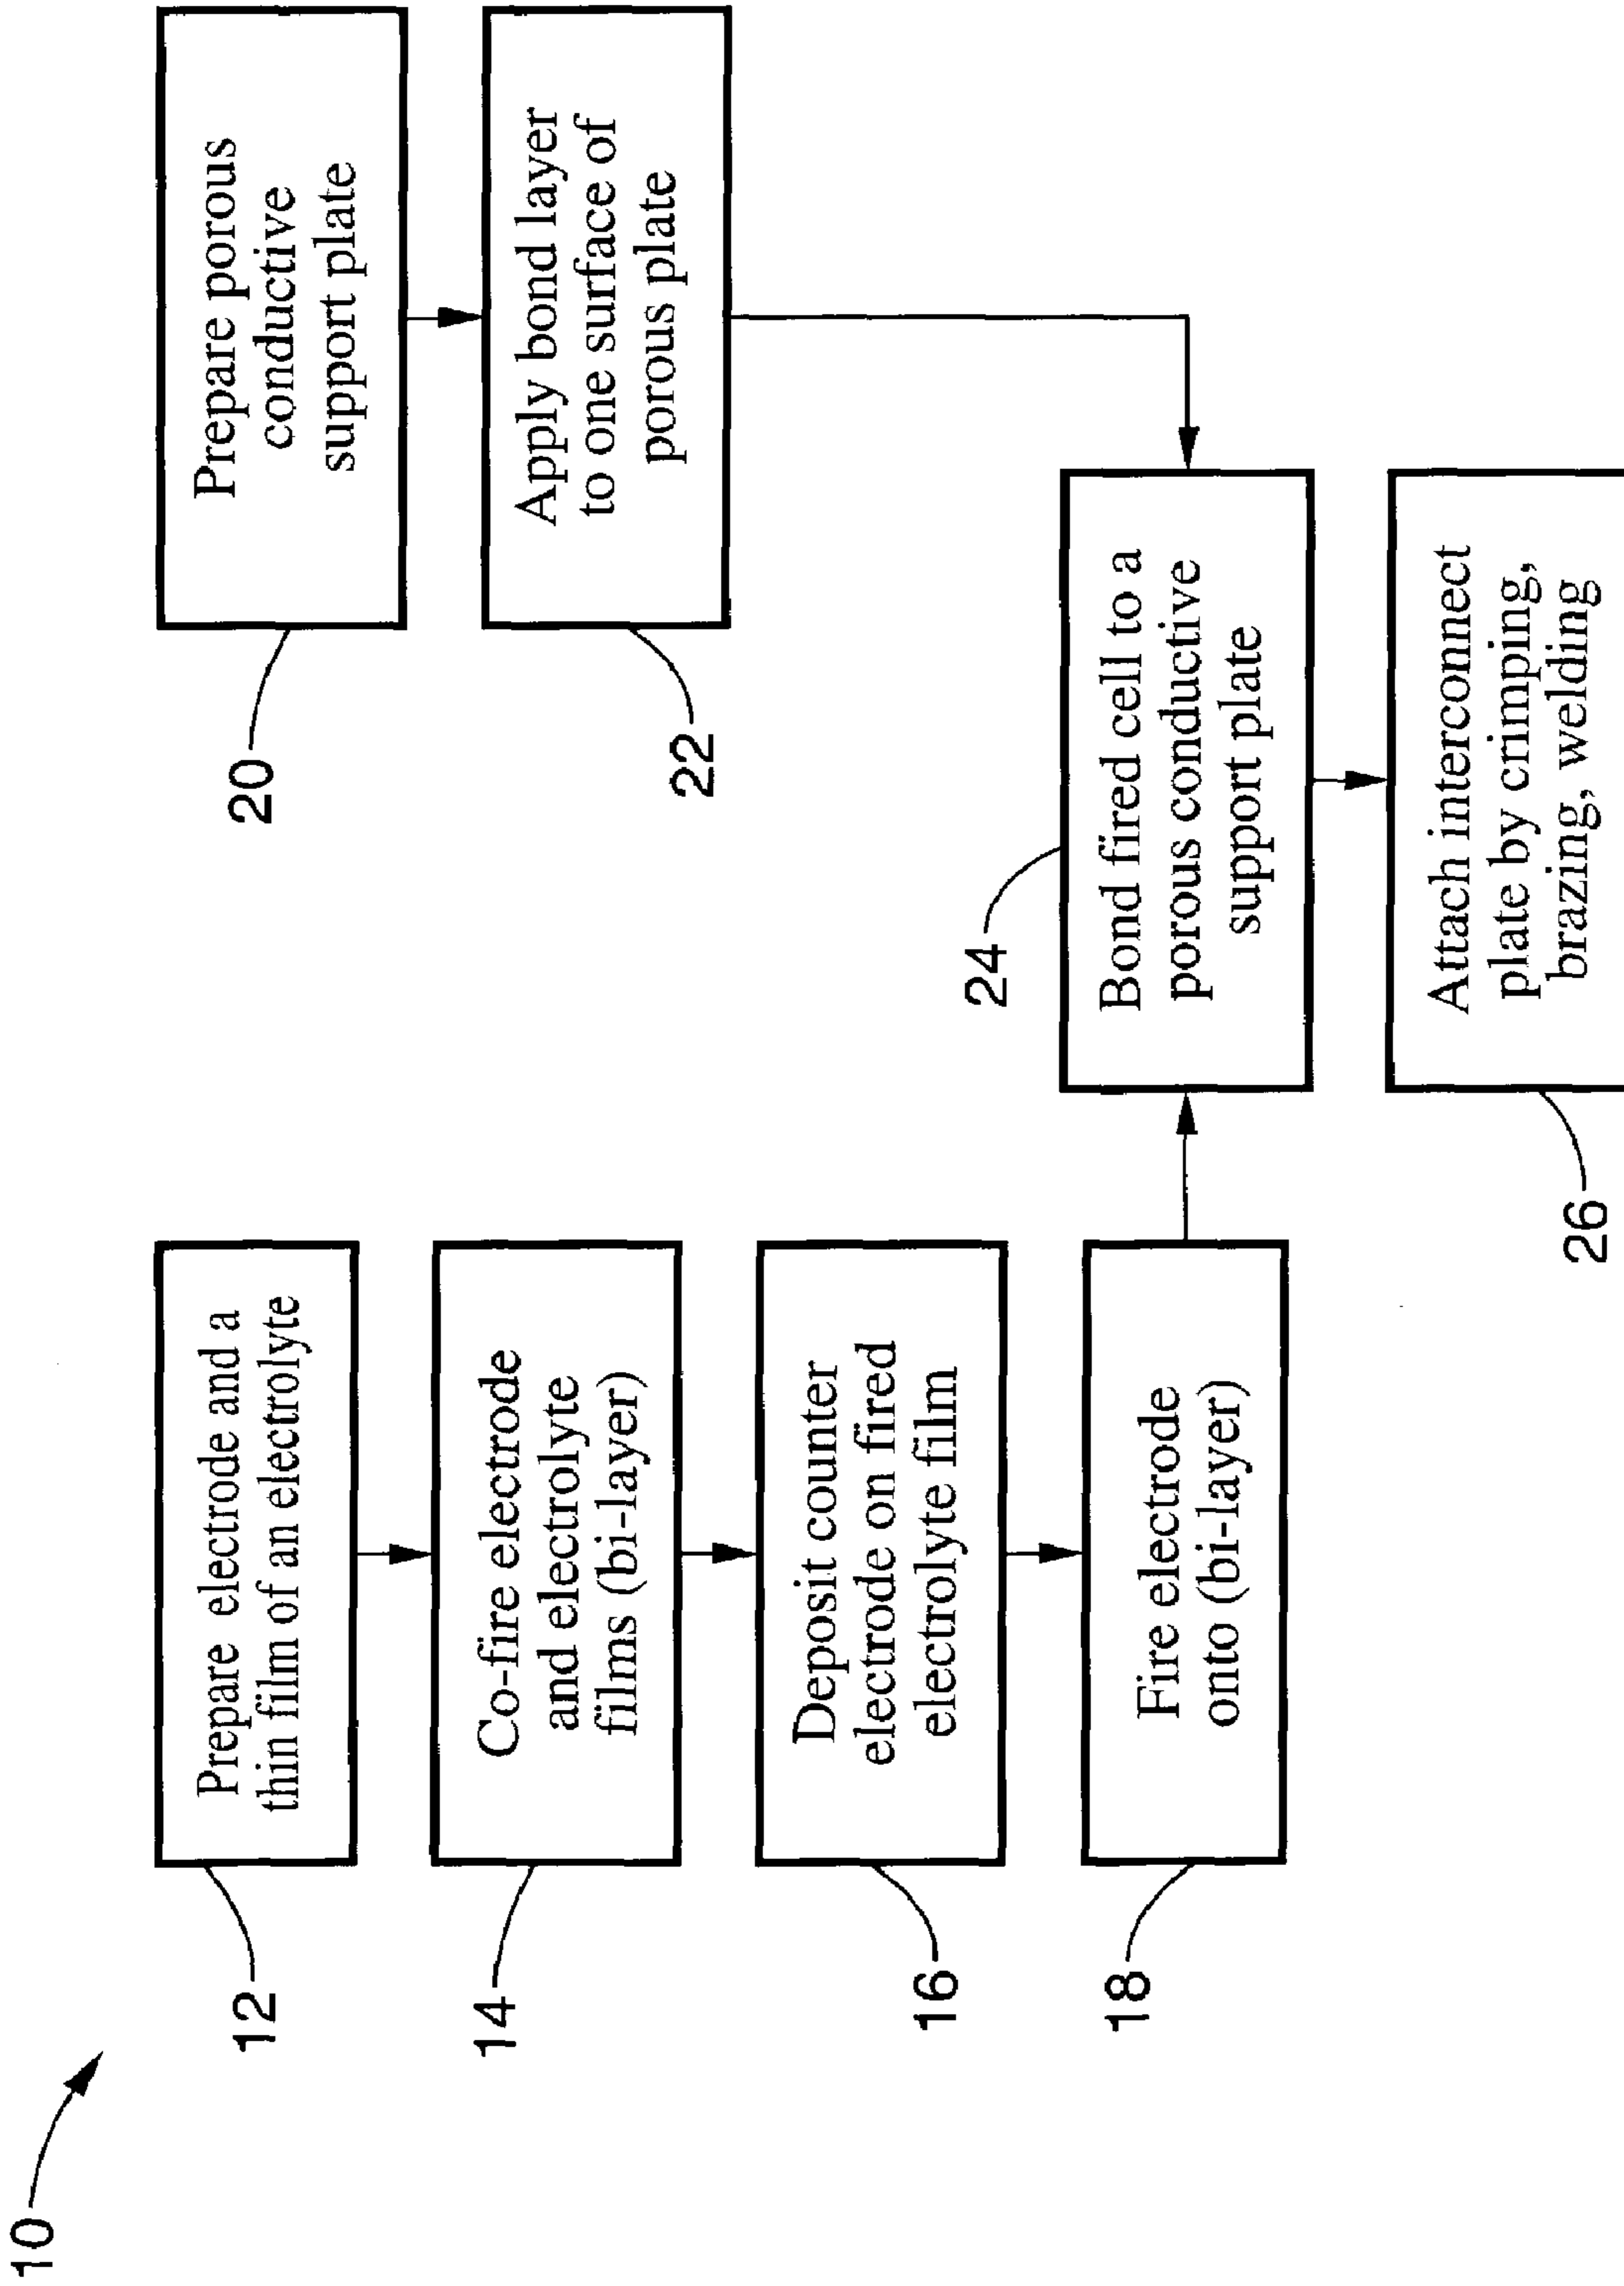 10
12
Prepare electrode and a
thin film of an electrolyte
14
Co-fire electrode
and electrolyte
films (bi-layer)
16
Deposit counter
electrode on fired
electrolyte film
18
Fire electrode
onto (bi-layer)
20
Prepare porous
conductive
support plate
22
Apply bond layer
to one surface of
porous plate
24
Bond fired cell to a
porous conductive
support plate
26
Attach interconnect
plate by crimping,
brazing, welding